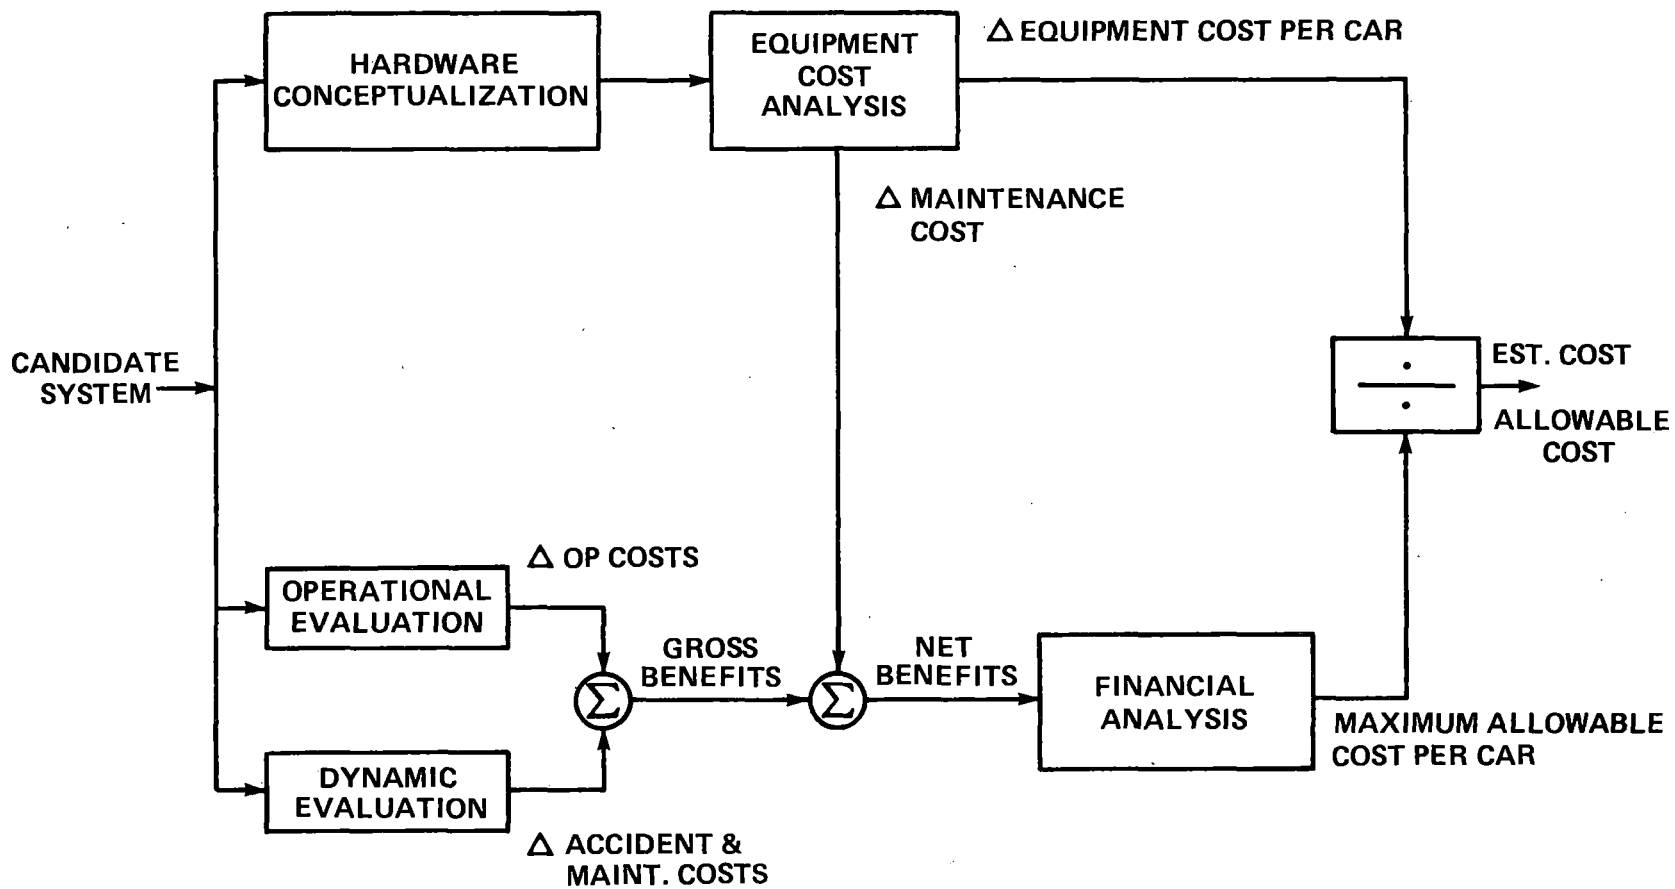 HARDWARE
CONCEPTUALIZATION
EQUIPMENT
COST
ANALYSIS
Δ EQUIPMENT COST PER CAR
Δ MAINTENANCE
COST
CANDIDATE
SYSTEM
÷
EST. COST
ALLOWABLE
COST
OPERATIONAL
EVALUATION
Δ OP COSTS
Σ
GROSS
BENEFITS
Σ
NET
BENEFITS
FINANCIAL
ANALYSIS
MAXIMUM ALLOWABLE
COST PER CAR
DYNAMIC
EVALUATION
Δ ACCIDENT &
MAINT. COSTS